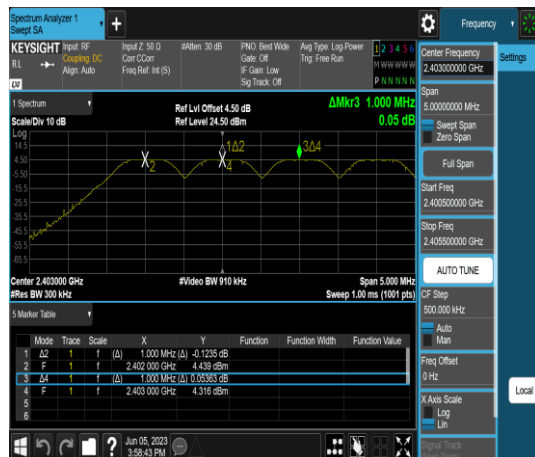 Spectrum Analyzer 1
Swept SA
+
Frequency
Settings
KEYSIGHT
RL
Input: RF
Coupling: DC
Align: Auto
Input Z: 50 Ω
Corr CCorr
Freq Ref: Int (S)
#Atten: 30 dB
PNO: Best Wide
Gate: Off
IF Gain: Low
Sig Track: Off
Avg Type: Log-Power
Trig: Free Run
1 2 3 4 5 6
M W W W W W
P N N N N N
1 Spectrum
Scale/Div 10 dB
Ref Lvl Offset 4.50 dB
Ref Level 24.50 dBm
ΔMkr3 1.000 MHz
0.05 dB
Log
14.5
4.50
-5.50
-15.5
-25.5
-35.5
-45.5
-55.5
-65.5
2
1Δ2
4
3Δ4
Center 2.403000 GHz
#Res BW 300 kHz
#Video BW 910 kHz
Span 5.000 MHz
Sweep 1.00 ms (1001 pts)
5 Marker Table
Mode Trace Scale X Y Function Function Width Function Value
1 Δ2 1 f (Δ) 1.000 MHz (Δ) -0.1235 dB
2 F 1 f 2.402 000 GHz 4.439 dBm
3 Δ4 1 f (Δ) 1.000 MHz (Δ) 0.05363 dB
4 F 1 f 2.403 000 GHz 4.316 dBm
5
6
Jun 05, 2023
3:58:43 PM
?
Center Frequency
2.403000000 GHz
Span
5.00000000 MHz
Swept Span
Zero Span
Full Span
Start Freq
2.400500000 GHz
Stop Freq
2.405500000 GHz
AUTO TUNE
CF Step
500.000 kHz
Auto
Man
Freq Offset
0 Hz
X Axis Scale
Log
Lin
Signal Track
Local